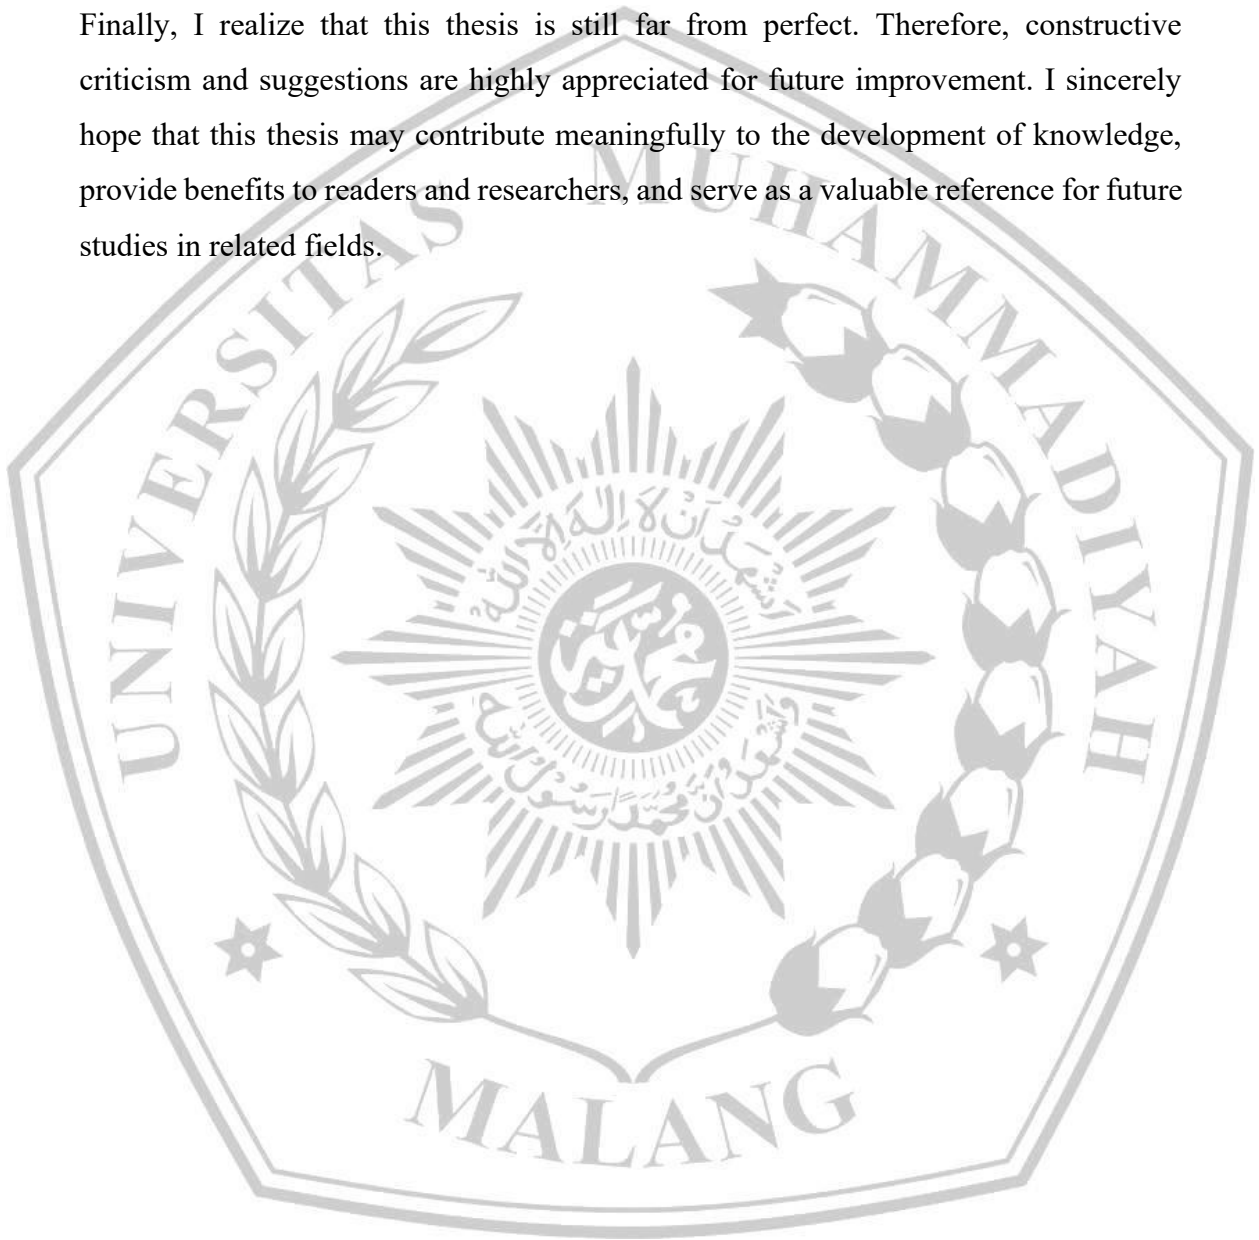 Finally, I realize that this thesis is still far from perfect. Therefore, constructive
criticism and suggestions are highly appreciated for future improvement. I sincerely
hope that this thesis may contribute meaningfully to the development of knowledge,
provide benefits to readers and researchers, and serve as a valuable reference for future
studies in related fields.
UNIVERSITAS MUHAMMADIYAH
MALANG